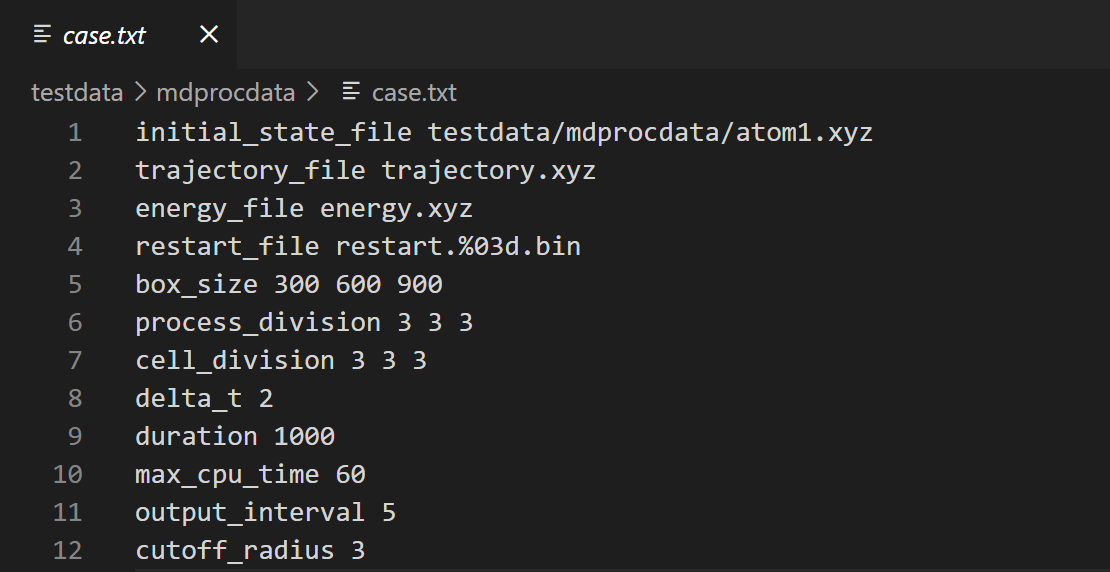 case.txt
testdata > mdprocdata > case.txt
1 initial_state_file testdata/mdprocdata/atom1.xyz
2 trajectory_file trajectory.xyz
3 energy_file energy.xyz
4 restart_file restart.%03d.bin
5 box_size 300 600 900
6 process_division 3 3 3
7 cell_division 3 3 3
8 delta_t 2
9 duration 1000
10 max_cpu_time 60
11 output_interval 5
12 cutoff_radius 3